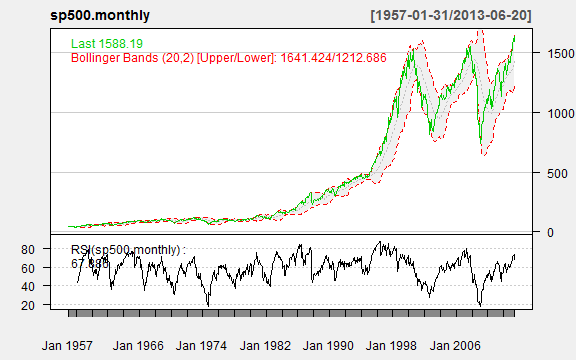 sp500.monthly [1957-01-31/2013-06-20]
Last 1588.19
Bollinger Bands (20,2) [Upper/Lower]: 1641.424/1212.686
1500
1000
500
0
RSI(sp500.monthly) :
80
60
40
20
Jan 1957 Jan 1966 Jan 1974 Jan 1982 Jan 1990 Jan 1998 Jan 2006